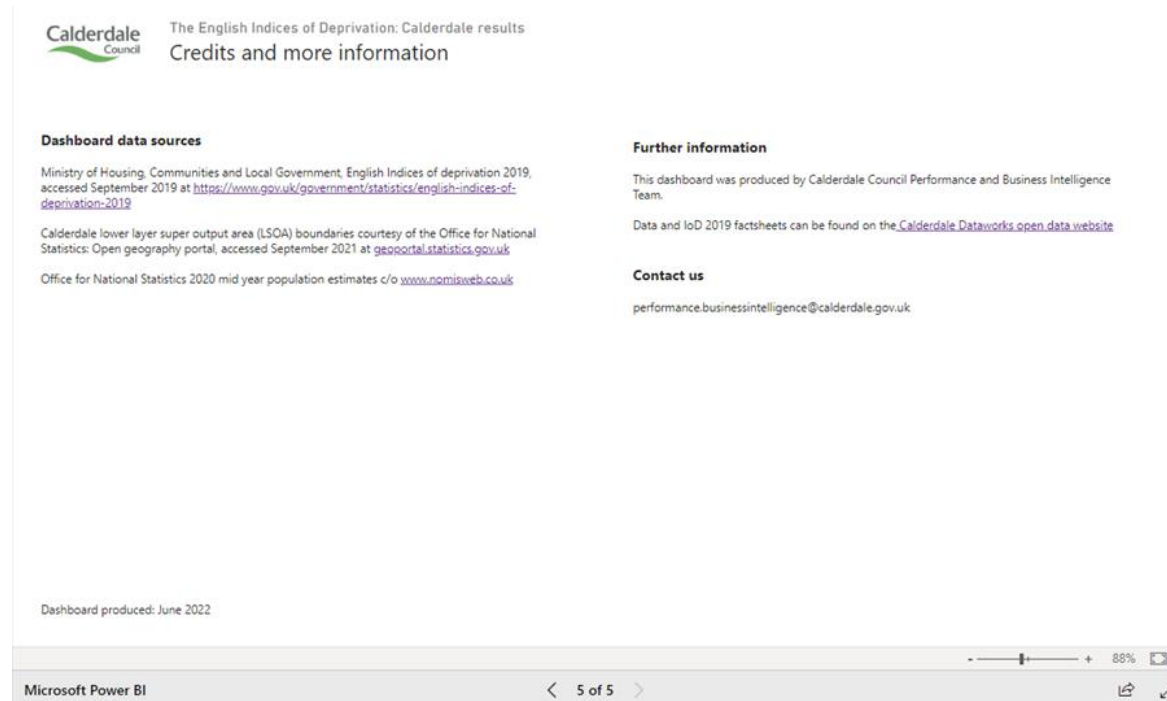 Calderdale
Council
The English Indices of Deprivation: Calderdale results
Credits and more information
Dashboard data sources
Ministry of Housing, Communities and Local Government, English Indices of deprivation 2019,
accessed September 2019 at https://www.gov.uk/government/statistics/english-indices-of-
deprivation-2019
Calderdale lower layer super output area (LSOA) boundaries courtesy of the Office for National
Statistics: Open geography portal, accessed September 2021 at geoportal.statistics.gov.uk
Office for National Statistics 2020 mid year population estimates c/o www.nomisweb.co.uk
Further information
This dashboard was produced by Calderdale Council Performance and Business Intelligence
Team.
Data and IoD 2019 factsheets can be found on the Calderdale Dataworks open data website
Contact us
performance.businessintelligence@calderdale.gov.uk
Dashboard produced: June 2022
- + 88%
Microsoft Power BI
< 5 of 5 >